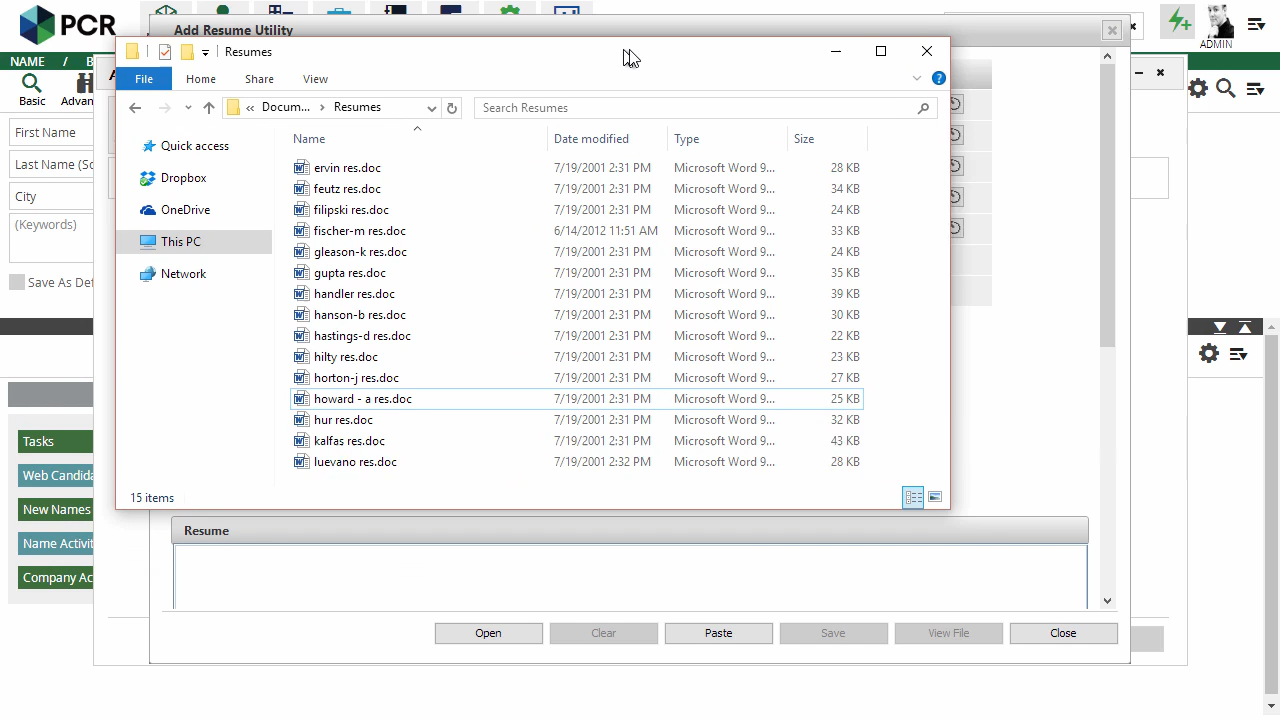 PCR
Add Resume Utility
ADMIN
NAME / B
Resumes
File Home Share View
Basic
Advan
« Docum... > Resumes
Search Resumes
First Name
Last Name (So
City
(Keywords)
Save As Def
Quick access
Dropbox
OneDrive
This PC
Network
Name Date modified Type Size
ervin res.doc 7/19/2001 2:31 PM Microsoft Word 9... 28 KB
feutz res.doc 7/19/2001 2:31 PM Microsoft Word 9... 34 KB
filipski res.doc 7/19/2001 2:31 PM Microsoft Word 9... 24 KB
fischer-m res.doc 6/14/2012 11:51 AM Microsoft Word 9... 33 KB
gleason-k res.doc 7/19/2001 2:31 PM Microsoft Word 9... 24 KB
gupta res.doc 7/19/2001 2:31 PM Microsoft Word 9... 35 KB
handler res.doc 7/19/2001 2:31 PM Microsoft Word 9... 39 KB
hanson-b res.doc 7/19/2001 2:31 PM Microsoft Word 9... 30 KB
hastings-d res.doc 7/19/2001 2:31 PM Microsoft Word 9... 22 KB
hilty res.doc 7/19/2001 2:31 PM Microsoft Word 9... 23 KB
horton-j res.doc 7/19/2001 2:31 PM Microsoft Word 9... 27 KB
howard - a res.doc 7/19/2001 2:31 PM Microsoft Word 9... 25 KB
hur res.doc 7/19/2001 2:31 PM Microsoft Word 9... 32 KB
kalfas res.doc 7/19/2001 2:31 PM Microsoft Word 9... 43 KB
luevano res.doc 7/19/2001 2:32 PM Microsoft Word 9... 28 KB
15 items
Tasks
Web Candida
New Names
Name Activit
Company Ac
Resume
Open Clear Paste Save View File Close